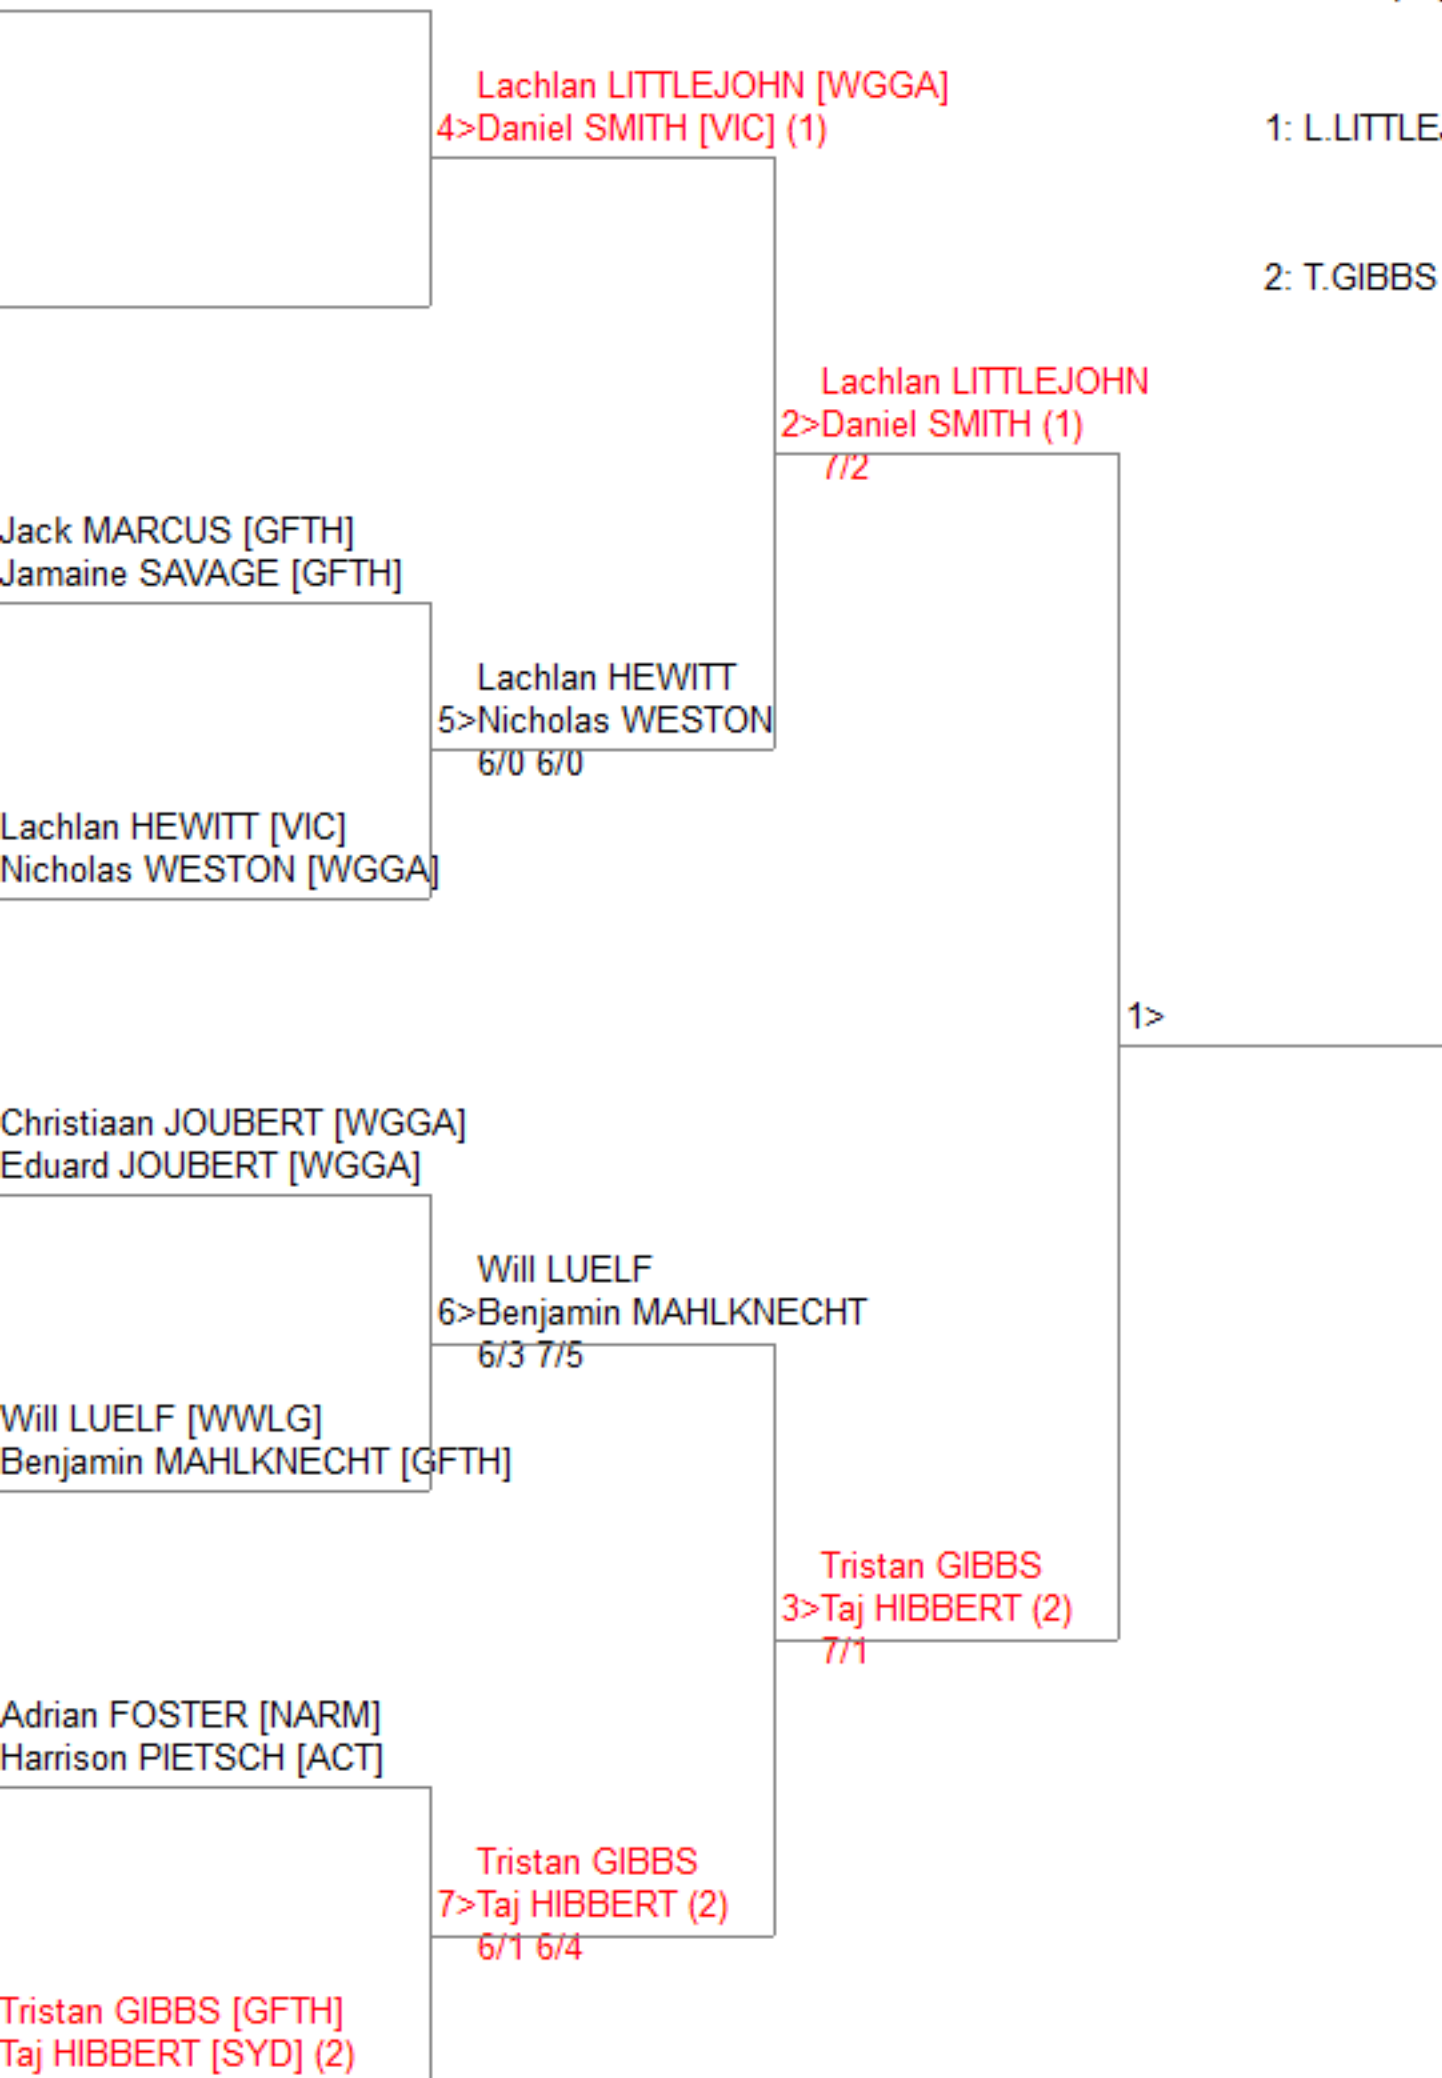 Lachlan LITTLEJOHN [WGGA]
4>Daniel SMITH [VIC] (1)
1: L.LITTLEJ
2: T.GIBBS
Lachlan LITTLEJOHN
2>Daniel SMITH (1)
7/2
Jack MARCUS [GFTH]
Jamaine SAVAGE [GFTH]
Lachlan HEWITT
5>Nicholas WESTON
6/0 6/0
Lachlan HEWITT [VIC]
Nicholas WESTON [WGGA]
1>
Christiaan JOUBERT [WGGA]
Eduard JOUBERT [WGGA]
Will LUELF
6>Benjamin MAHLKNECHT
6/3 7/5
Will LUELF [WWLG]
Benjamin MAHLKNECHT [GFTH]
Tristan GIBBS
3>Taj HIBBERT (2)
7/1
Adrian FOSTER [NARM]
Harrison PIETSCH [ACT]
Tristan GIBBS
7>Taj HIBBERT (2)
6/1 6/4
Tristan GIBBS [GFTH]
Taj HIBBERT [SYD] (2)